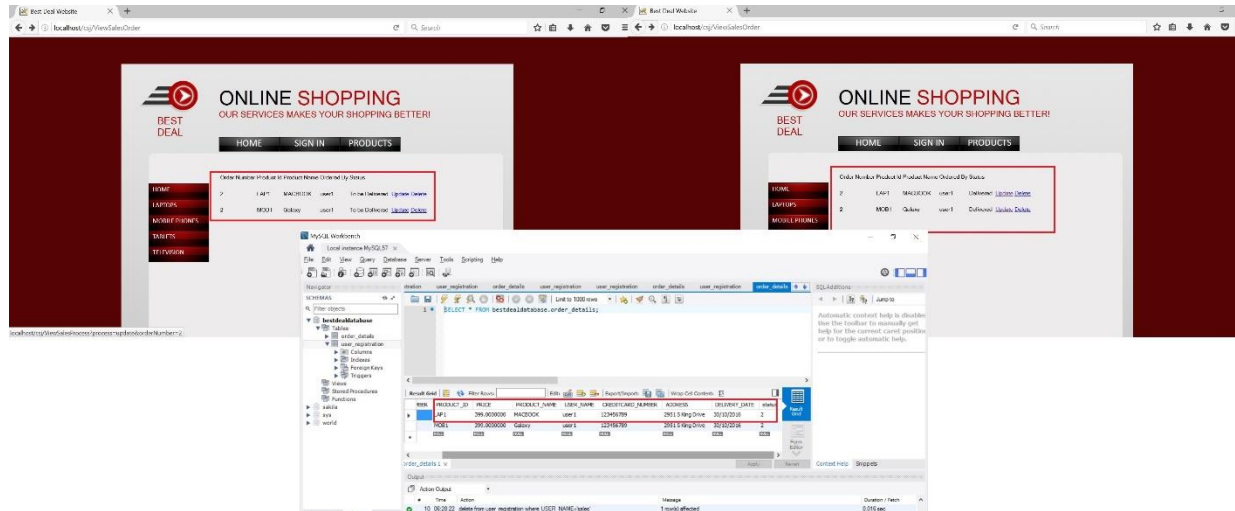 Best Deal Website
localhost/csj/ViewSalesOrder
Search
BEST DEAL
ONLINE SHOPPING
OUR SERVICES MAKES YOUR SHOPPING BETTER!
HOME SIGN IN PRODUCTS
Order Number Product Id Product Name Ordered By Status
2 LAP1 MACBOOK user1 To be Delivered Update Delete
2 MOB1 Galaxy user1 To be Delivered Update Delete
HOME
LAPTOPS
MOBILE PHONES
TABLETS
TELEVISION
localhost/csj/ViewSalesProcess?process=update&orderNumber=2
Best Deal Website
localhost/csj/ViewSalesOrder
Search
BEST DEAL
ONLINE SHOPPING
OUR SERVICES MAKES YOUR SHOPPING BETTER!
HOME SIGN IN PRODUCTS
Order Number Product Id Product Name Ordered By Status
2 LAP1 MACBOOK user1 Delivered Update Delete
2 MOB1 Galaxy user1 Delivered Update Delete
HOME
LAPTOPS
MOBILE PHONES
MySQL Workbench
Local instance MySQL57
File Edit View Query Database Server Tools Scripting Help
Navigator
SCHEMAS
Filter objects
bestdealdatabase
Tables
order_details
user_registration
Columns
Indexes
Foreign Keys
Triggers
Views
Stored Procedures
Functions
sakila
sys
world
stration user_registration order_details user_registration user_registration order_details user_registration order_details
Limit to 1000 rows
1 SELECT * FROM bestdealdatabase.order_details;
SQLAdditions
Jump to
Automatic context help is disabled
Use the toolbar to manually get
help for the current caret position
or to toggle automatic help.
Result Grid Filter Rows: Edit: Export/Import: Wrap Cell Content:
PRODUCT_ID PRICE PRODUCT_NAME USER_NAME CREDITCARD_NUMBER ADDRESS DELIVERY_DATE status
LAP1 399.0000000 MACBOOK user1 123456789 2951 S King Drive 30/10/2016 2
MOB1 399.0000000 Galaxy user1 123456789 2951 S King Drive 30/10/2016 2
NULL NULL NULL NULL NULL NULL NULL NULL
Result Grid
Form Editor
order_details 1
Apply Revert
Context Help Snippets
Output
Action Output
# Time Action Message Duration / Fetch
10 08:28:22 delete from user_registration where USER_NAME='sales' 1 row(s) affected 0.016 sec